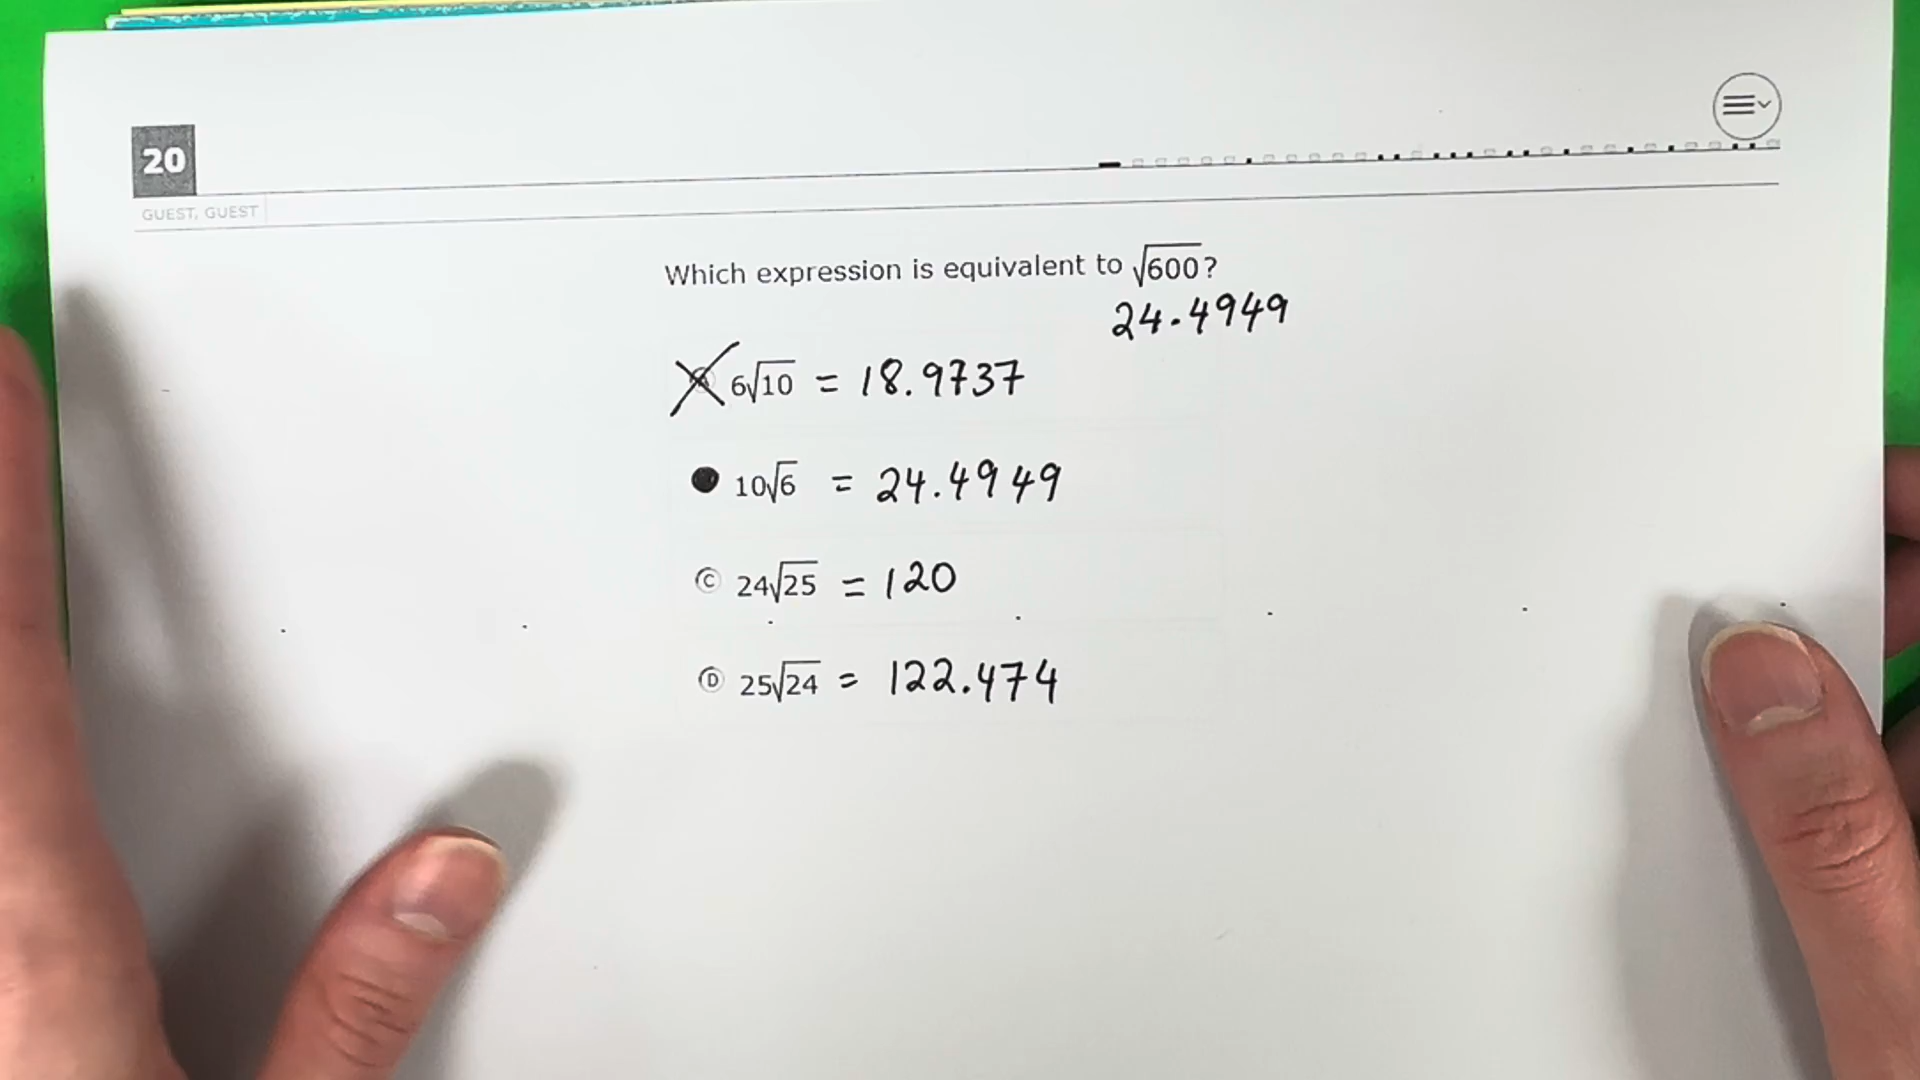 20
GUEST, GUEST
Which expression is equivalent to √600?
24.4949
6√10 = 18.9737
10√6 = 24.4949
Ⓒ 24√25 = 120
Ⓓ 25√24 = 122.474